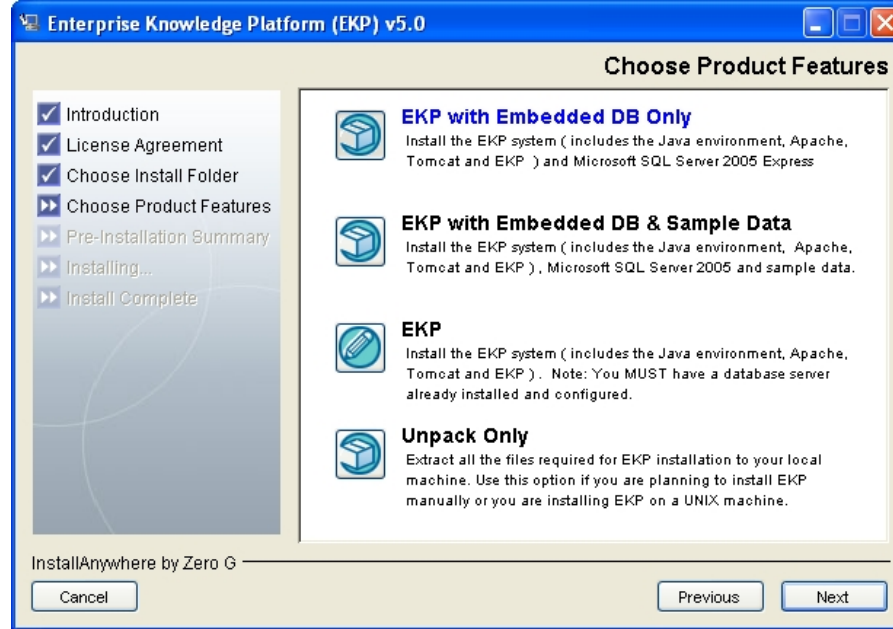 Enterprise Knowledge Platform (EKP) v5.0
Choose Product Features
Introduction
License Agreement
Choose Install Folder
Choose Product Features
Pre-Installation Summary
Installing...
Install Complete
EKP with Embedded DB Only
Install the EKP system ( includes the Java environment, Apache,
Tomcat and EKP ) and Microsoft SQL Server 2005 Express
EKP with Embedded DB & Sample Data
Install the EKP system ( includes the Java environment, Apache,
Tomcat and EKP ) , Microsoft SQL Server 2005 and sample data.
EKP
Install the EKP system ( includes the Java environment, Apache,
Tomcat and EKP ) . Note: You MUST have a database server
already installed and configured.
Unpack Only
Extract all the files required for EKP installation to your local
machine. Use this option if you are planning to install EKP
manually or you are installing EKP on a UNIX machine.
InstallAnywhere by Zero G
Cancel
Previous
Next